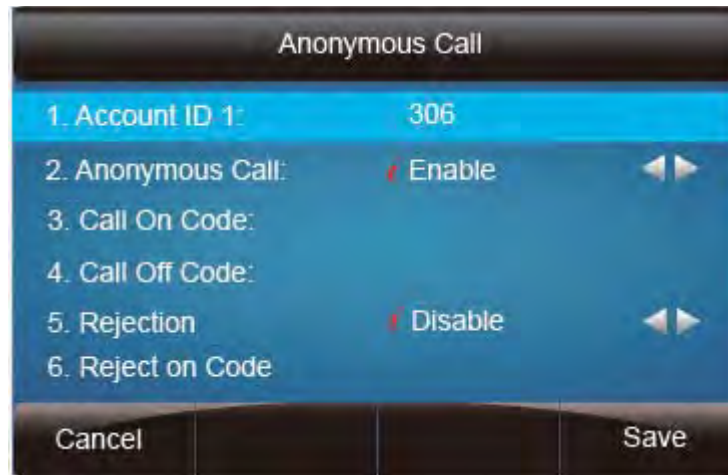 Anonymous Call
1. Account ID 1: 306
2. Anonymous Call: Enable
3. Call On Code:
4. Call Off Code:
5. Rejection Disable
6. Reject on Code
Cancel Save